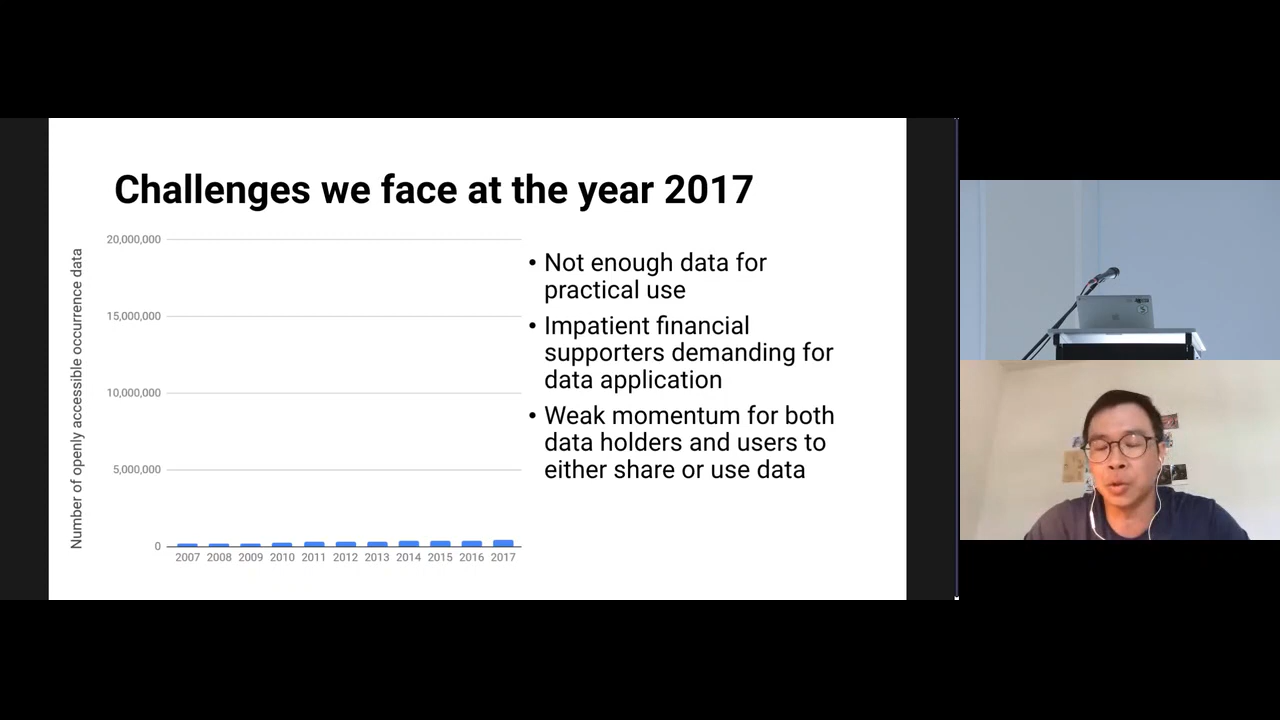 Challenges we face at the year 2017
Number of openly accessible occurrence data
20,000,000
15,000,000
10,000,000
5,000,000
0
2007 2008 2009 2010 2011 2012 2013 2014 2015 2016 2017
• Not enough data for
practical use
• Impatient financial
supporters demanding for
data application
• Weak momentum for both
data holders and users to
either share or use data